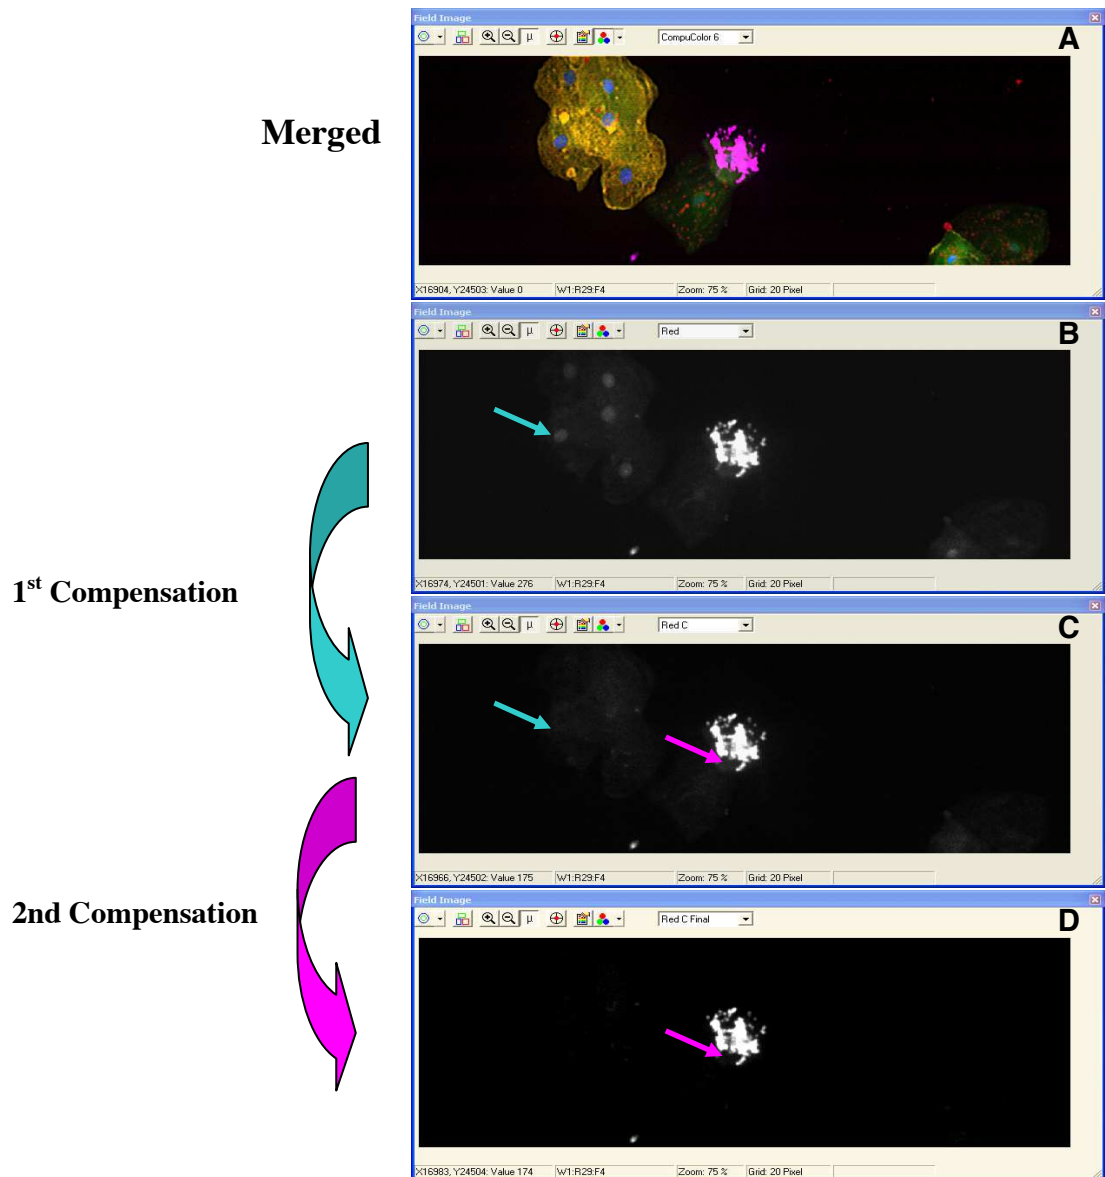 Field Image
µ
CompuColor 6
A
Merged
X16904, Y24503: Value 0 W1:R29:F4 Zoom: 75 % Grid: 20 Pixel
Field Image
µ
Red
B
X16974, Y24501: Value 276 W1:R29:F4 Zoom: 75 % Grid: 20 Pixel
1st Compensation
Field Image
µ
Red C
C
X16966, Y24502: Value 175 W1:R29:F4 Zoom: 75 % Grid: 20 Pixel
2nd Compensation
Field Image
µ
Red C Final
D
X16983, Y24504: Value 174 W1:R29:F4 Zoom: 75 % Grid: 20 Pixel